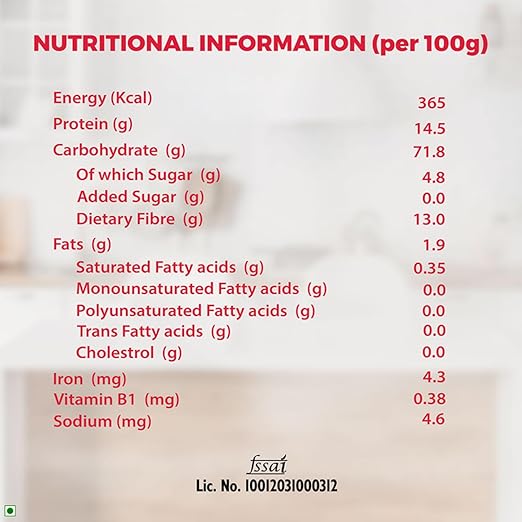 NUTRITIONAL INFORMATION (per 100g)
Energy (Kcal) 365
Protein (g) 14.5
Carbohydrate (g) 71.8
Of which Sugar (g) 4.8
Added Sugar (g) 0.0
Dietary Fibre (g) 13.0
Fats (g) 1.9
Saturated Fatty acids (g) 0.35
Monounsaturated Fatty acids (g) 0.0
Polyunsaturated Fatty acids (g) 0.0
Trans Fatty acids (g) 0.0
Cholestrol (g) 0.0
Iron (mg) 4.3
Vitamin B1 (mg) 0.38
Sodium (mg) 4.6
fssai
Lic. No. 10012031000312